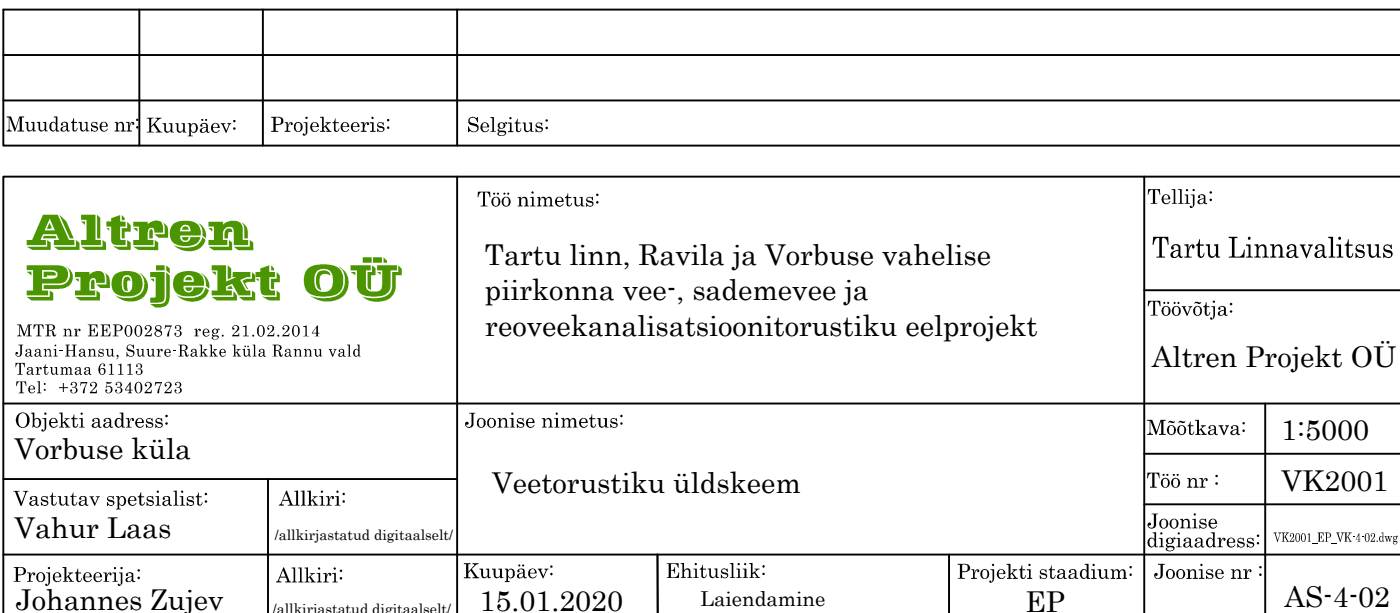 Muudatuse nr: Kuupäev: Projekteeris: Selgitus:
Altren
Projekt OÜ
MTR nr EEP002873 reg. 21.02.2014
Jaani-Hansu, Suure-Rakke küla Rannu vald
Tartumaa 61113
Tel: +372 53402723
Töö nimetus:
Tartu linn, Ravila ja Vorbuse vahelise
piirkonna vee-, sademevee ja
reoveekanalisatsioonitorustiku eelprojekt
Tellija:
Tartu Linnavalitsus
Töövõtja:
Altren Projekt OÜ
Objekti aadress:
Vorbuse küla
Joonise nimetus:
Veetorustiku üldskeem
Mõõtkava: 1:5000
Töö nr : VK2001
Joonise
digiaadress: VK2001_EP_VK-4-02.dwg
Vastutav spetsialist:
Vahur Laas
Allkiri:
/allkirjastatud digitaalselt/
Projekteerija:
Johannes Zujev
Allkiri:
/allkirjastatud digitaalselt/
Kuupäev:
15.01.2020
Ehitusliik:
Laiendamine
Projekti staadium:
EP
Joonise nr :
AS-4-02